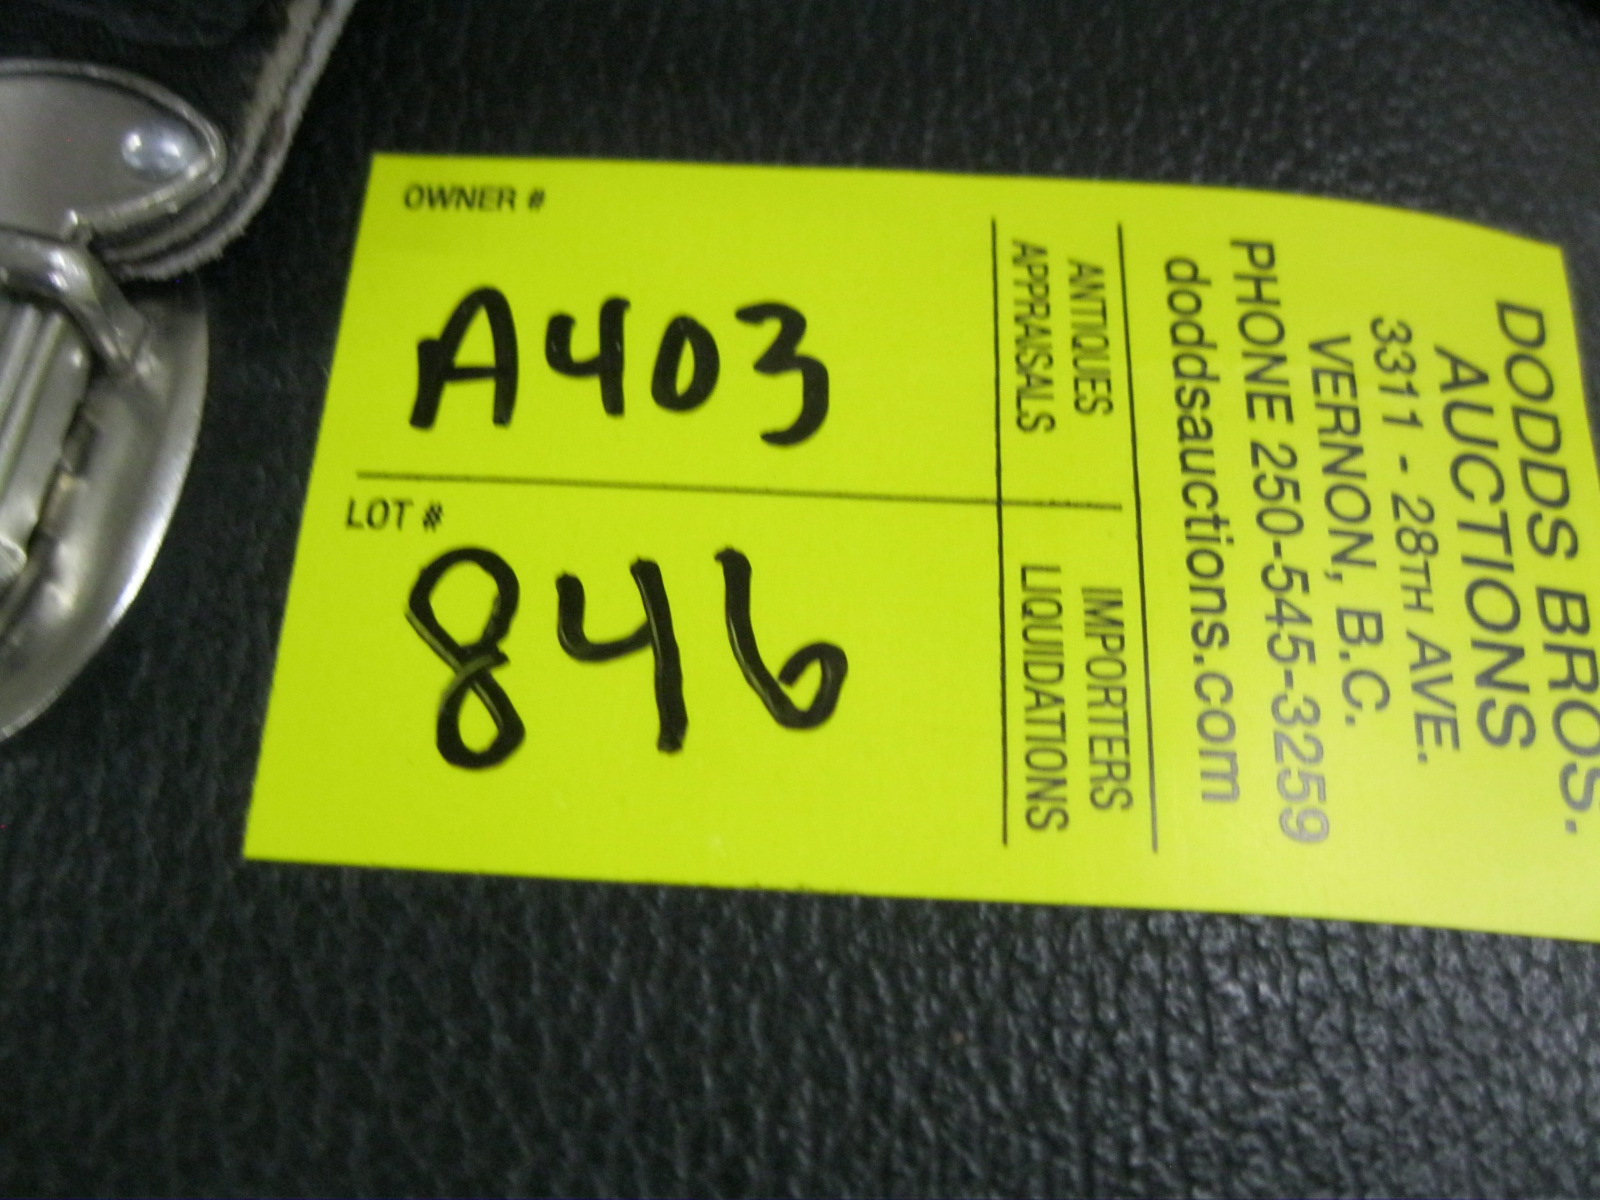 OWNER #
A403
LOT #
846
ANTIQUES
APPRAISALS
IMPORTERS
LIQUIDATIONS
DODDS BROS.
AUCTIONS
3311 - 28TH AVE.
VERNON, B.C.
PHONE 250-545-3259
doddsauctions.com